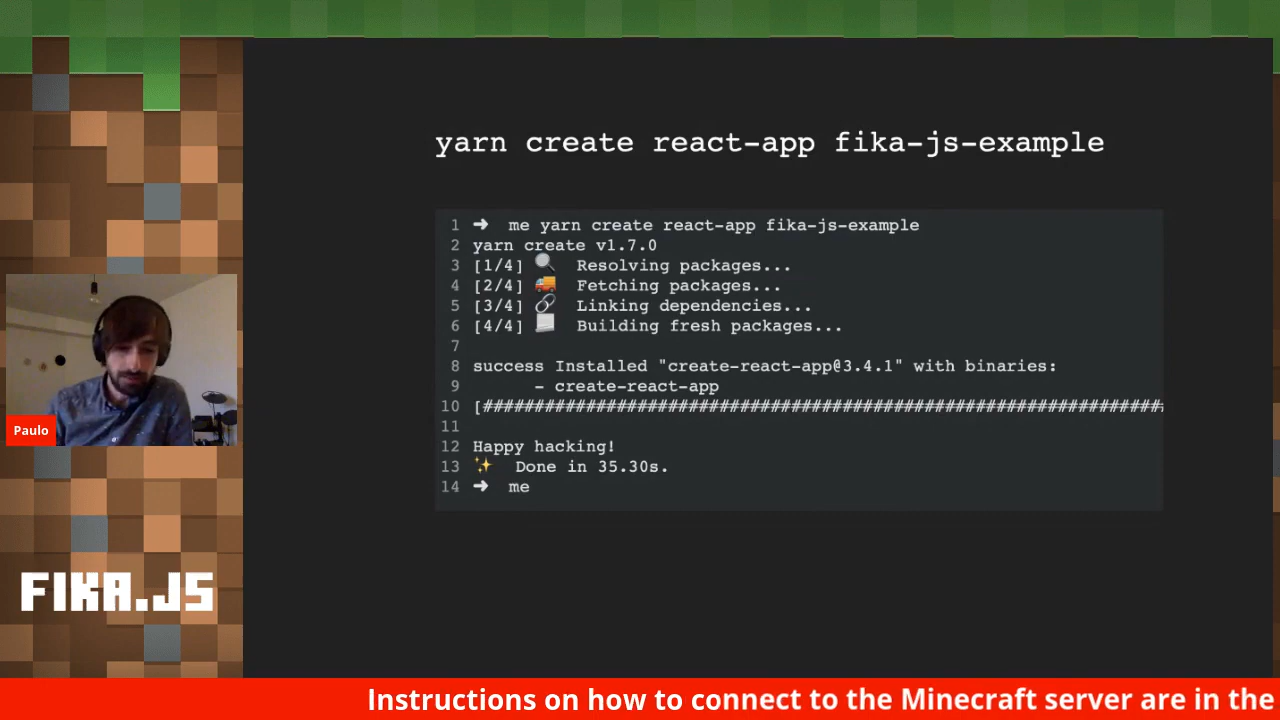 yarn create react-app fika-js-example
1 ➜ me yarn create react-app fika-js-example
2 yarn create v1.7.0
3 [1/4] 🔍 Resolving packages...
4 [2/4] 🚚 Fetching packages...
5 [3/4] 🔗 Linking dependencies...
6 [4/4] 📃 Building fresh packages...
7
8 success Installed "create-react-app@3.4.1" with binaries:
9 - create-react-app
10 [##################################################################
11
12 Happy hacking!
13 ✨ Done in 35.30s.
14 ➜ me
Paulo
FIKA.JS
Instructions on how to connect to the Minecraft server are in the